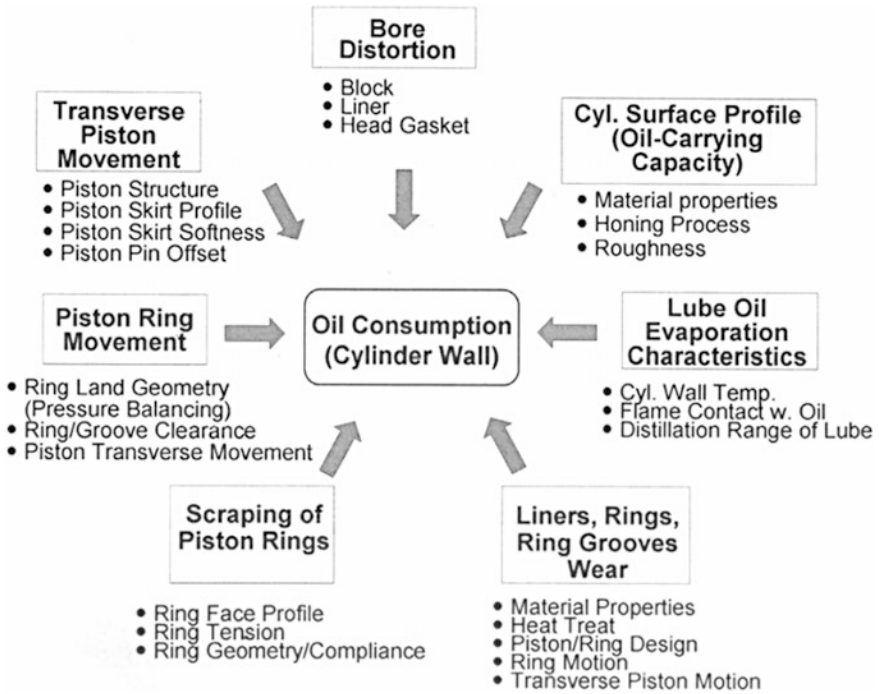 Bore
Distortion
• Block
• Liner
• Head Gasket
Transverse
Piston
Movement
• Piston Structure
• Piston Skirt Profile
• Piston Skirt Softness
• Piston Pin Offset
Cyl. Surface Profile
(Oil-Carrying
Capacity)
• Material properties
• Honing Process
• Roughness
Piston Ring
Movement
• Ring Land Geometry
(Pressure Balancing)
• Ring/Groove Clearance
• Piston Transverse Movement
Oil Consumption
(Cylinder Wall)
Lube Oil
Evaporation
Characteristics
• Cyl. Wall Temp.
• Flame Contact w. Oil
• Distillation Range of Lube
Scraping of
Piston Rings
• Ring Face Profile
• Ring Tension
• Ring Geometry/Compliance
Liners, Rings,
Ring Grooves
Wear
• Material Properties
• Heat Treat
• Piston/Ring Design
• Ring Motion
• Transverse Piston Motion